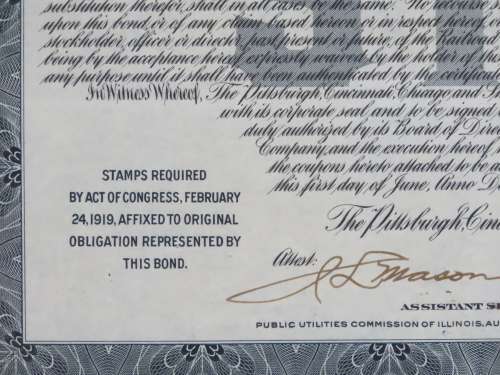 substitution therefor, shall in all cases be the same. No recourse
upon this bond, or of any claim based hereon or in respect hereof,
stockholder, officer or director, past, present or future, of the Railroad
being by the acceptance hereof expressly waived by the holder of this
any purpose until it shall have been authenticated by the certificate
In Witness Whereof, The Pittsburgh, Cincinnati, Chicago and
with its corporate seal and to be signed
duly authorized by its Board of Dire
Company, and the execution hereof
the coupons hereto attached to be
this first day of June, Anno D
STAMPS REQUIRED
BY ACT OF CONGRESS, FEBRUARY
24,1919, AFFIXED TO ORIGINAL
OBLIGATION REPRESENTED BY
THIS BOND.
The Pittsburgh, Cinc
Attest:
J L Mason
ASSISTANT SE
PUBLIC UTILITIES COMMISSION OF ILLINOIS, AU